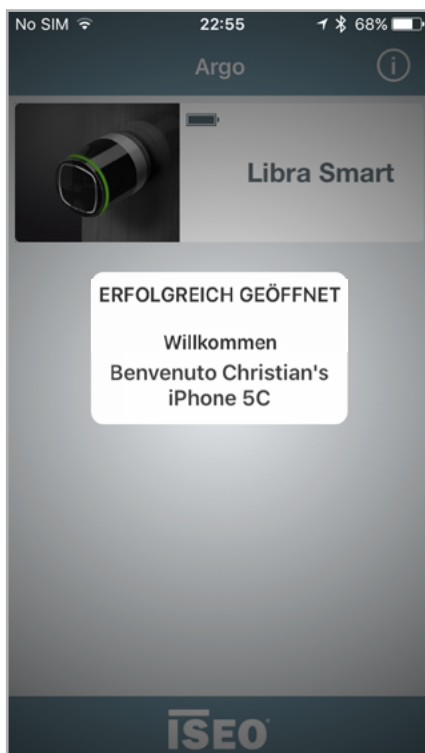 No SIM 22:55 68%
Argo
i
Libra Smart
ERFOLGREICH GEÖFFNET
Willkommen
Benvenuto Christian's
iPhone 5C
ISEO